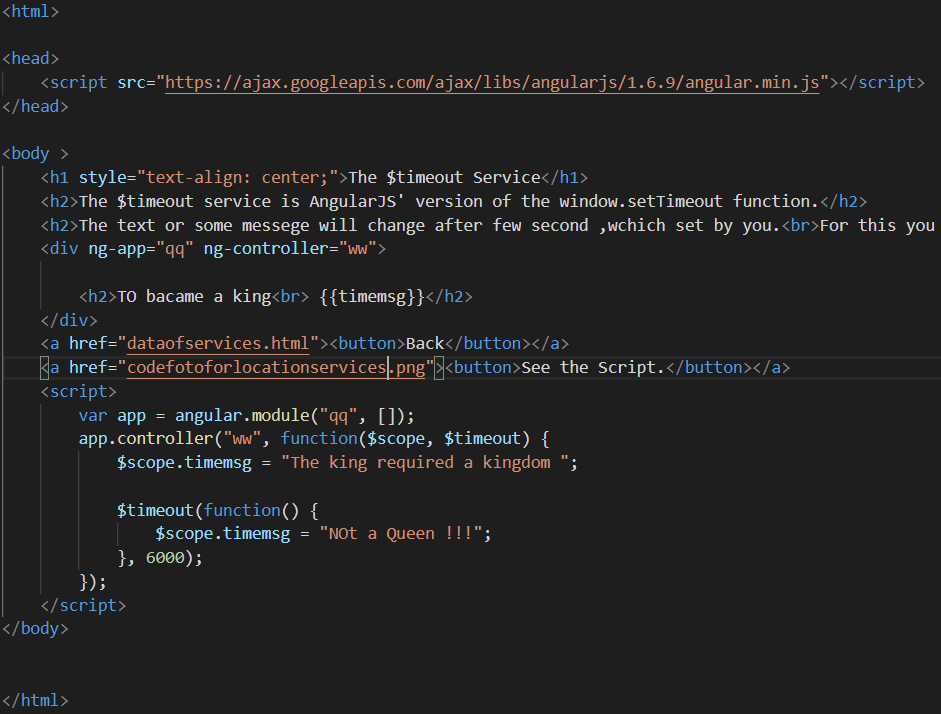 <html>
<head>
<script src="https://ajax.googleapis.com/ajax/libs/angularjs/1.6.9/angular.min.js"></script>
</head>
<body >
<h1 style="text-align: center;">The $timeout Service</h1>
<h2>The $timeout service is AngularJS' version of the window.setTimeout function.</h2>
<h2>The text or some messege will change after few second ,wchich set by you.<br>For this you
<div ng-app="qq" ng-controller="ww">
<h2>TO bacame a king<br> {{timemsg}}</h2>
</div>
<a href="dataofservices.html"><button>Back</button></a>
<a href="codefotoforlocationservices.png"><button>See the Script.</button></a>
<script>
var app = angular.module("qq", []);
app.controller("ww", function($scope, $timeout) {
$scope.timemsg = "The king required a kingdom ";
$timeout(function() {
$scope.timemsg = "NOt a Queen !!!";
}, 6000);
});
</script>
</body>
</html>